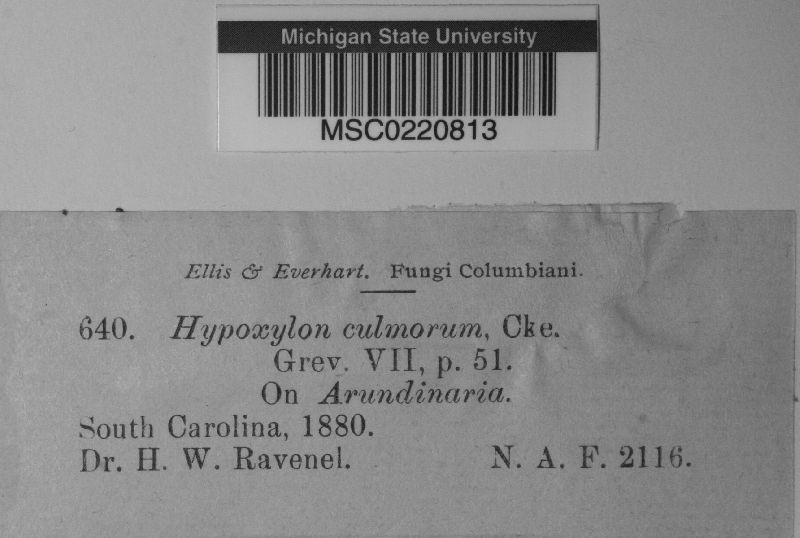 Michigan State University
MSC0220813
Ellis & Everhart. Fungi Columbiani.
640. Hypoxylon culmorum, Cke.
Grev. VII, p. 51.
On Arundinaria.
South Carolina, 1880.
Dr. H. W. Ravenel. N. A. F. 2116.